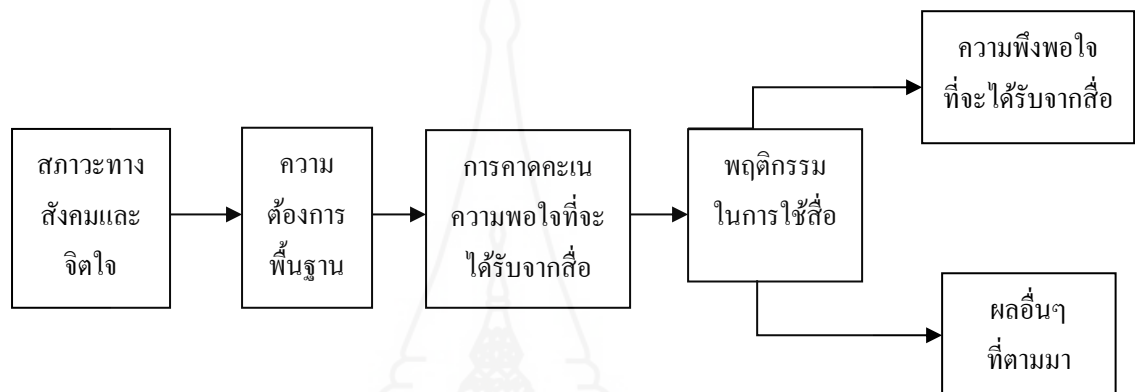 สภาวะทาง
สังคมและ
จิตใจ
ความ
ต้องการ
พื้นฐาน
การคาดคะเน
ความพอใจที่จะ
ได้รับจากสื่อ
พฤติกรรม
ในการใช้สื่อ
ความพึงพอใจ
ที่จะได้รับจากสื่อ
ผลอื่นๆ
ที่ตามมา